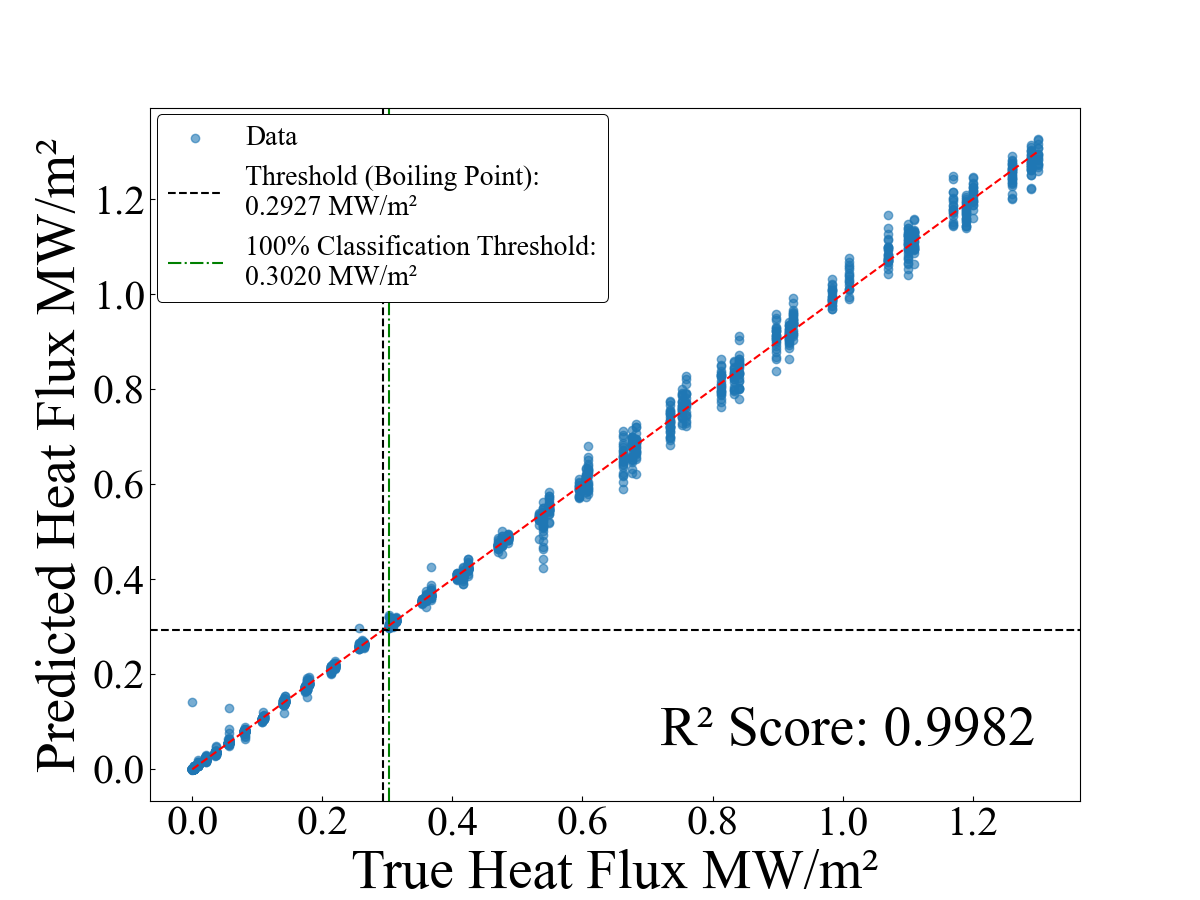 Data
Threshold (Boiling Point):
0.2927 MW/m²
100% Classification Threshold:
0.3020 MW/m²
Predicted Heat Flux MW/m²
1.2
1.0
0.8
0.6
0.4
0.2
0.0
R² Score: 0.9982
0.0 0.2 0.4 0.6 0.8 1.0 1.2
True Heat Flux MW/m²